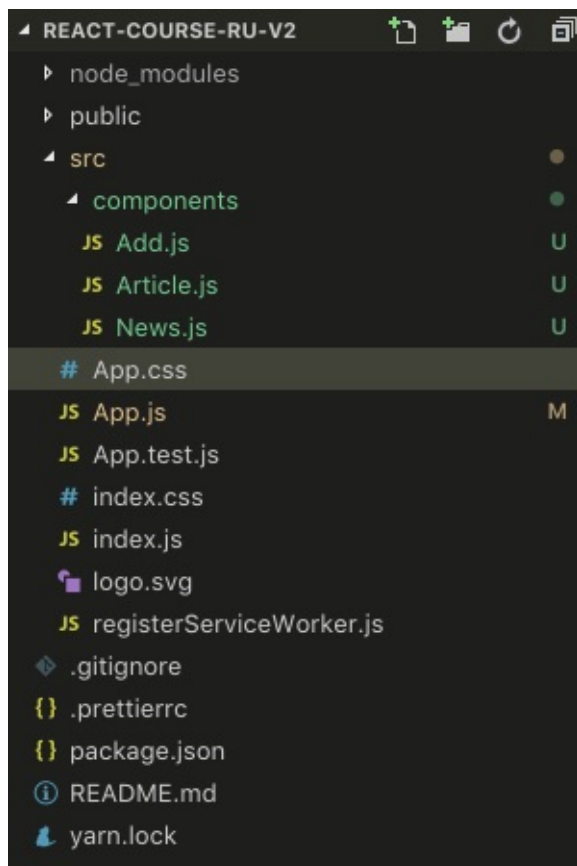 REACT-COURSE-RU-V2
node_modules
public
src
components
JS Add.js U
JS Article.js U
JS News.js U
# App.css
JS App.js M
JS App.test.js
# index.css
JS index.js
logo.svg
JS registerServiceWorker.js
.gitignore
{} .prettierrc
{} package.json
README.md
yarn.lock